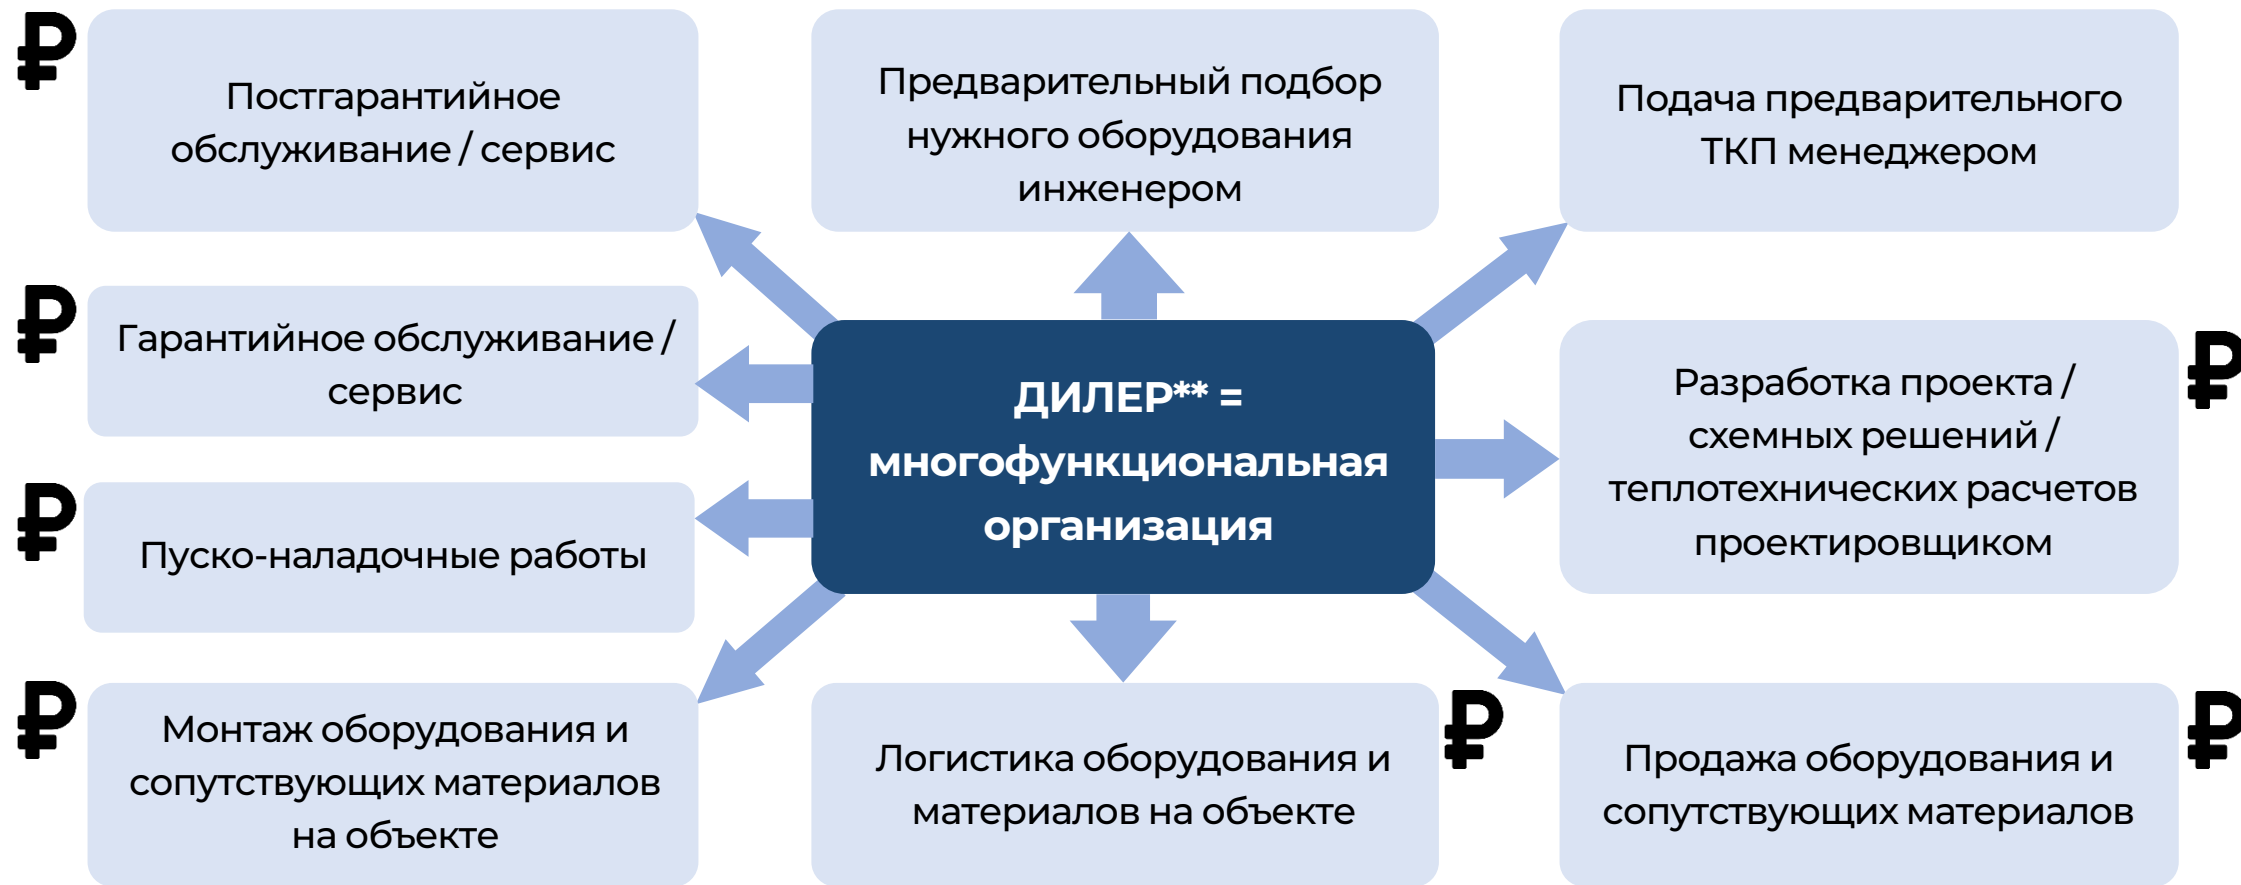 ₽
Постгарантийное
обслуживание / сервис
Предварительный подбор
нужного оборудования
инженером
Подача предварительного
ТКП менеджером
₽
Гарантийное обслуживание /
сервис
ДИЛЕР** =
многофункциональная
организация
Разработка проекта /
схемных решений /
теплотехнических расчетов
проектировщиком
₽
₽
Пуско-наладочные работы
₽
Монтаж оборудования и
сопутствующих материалов
на объекте
Логистика оборудования и
материалов на объекте
₽
Продажа оборудования и
сопутствующих материалов
₽